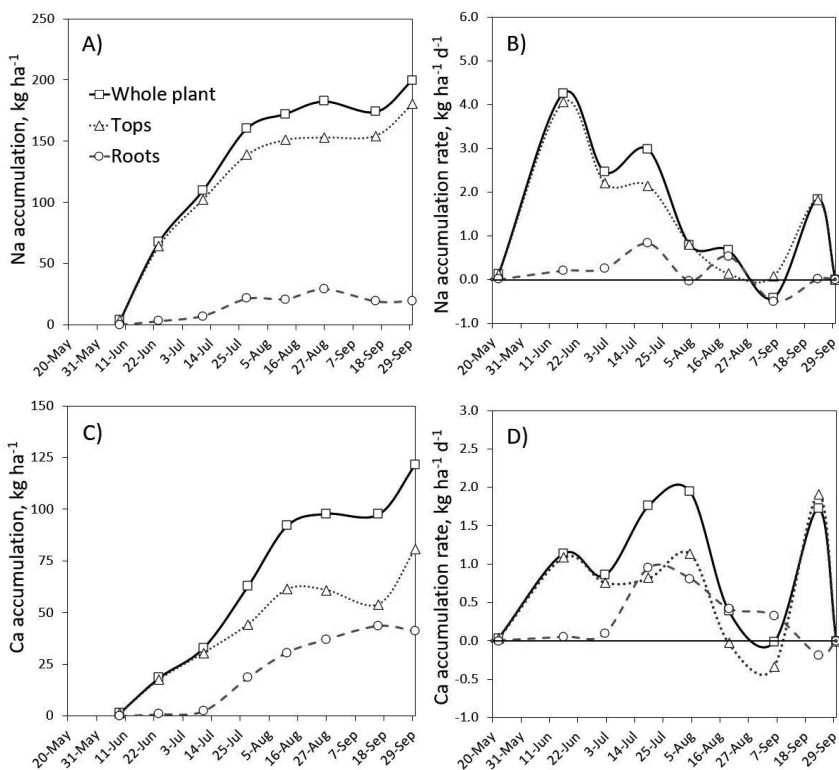 A)
Na accumulation, kg ha⁻¹
250
200
150
100
50
0
Whole plant
Tops
Roots
20-May
31-May
11-Jun
22-Jun
3-Jul
14-Jul
25-Jul
5-Aug
16-Aug
27-Aug
7-Sep
18-Sep
29-Sep
B)
Na accumulation rate, kg ha⁻¹ d⁻¹
6.0
5.0
4.0
3.0
2.0
1.0
0.0
-1.0
20-May
31-May
11-Jun
22-Jun
3-Jul
14-Jul
25-Jul
5-Aug
16-Aug
27-Aug
7-Sep
18-Sep
29-Sep
C)
Ca accumulation, kg ha⁻¹
150
125
100
75
50
25
0
20-May
31-May
11-Jun
22-Jun
3-Jul
14-Jul
25-Jul
5-Aug
16-Aug
27-Aug
7-Sep
18-Sep
29-Sep
D)
Ca accumulation rate, kg ha⁻¹ d⁻¹
3.0
2.5
2.0
1.5
1.0
0.5
0.0
-0.5
-1.0
20-May
31-May
11-Jun
22-Jun
3-Jul
14-Jul
25-Jul
5-Aug
16-Aug
27-Aug
7-Sep
18-Sep
29-Sep